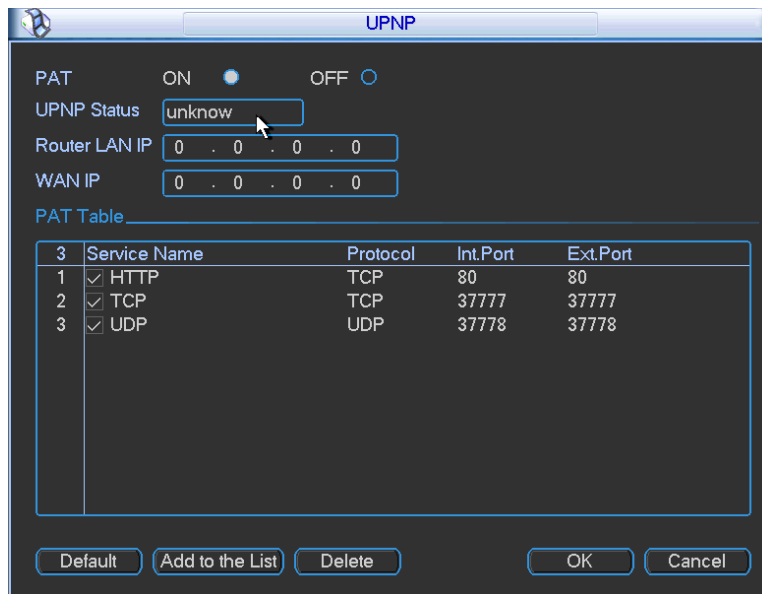 UPNP
PAT ON OFF
UPNP Status unknow
Router LAN IP 0 . 0 . 0 . 0
WAN IP 0 . 0 . 0 . 0
PAT Table
3 Service Name Protocol Int.Port Ext.Port
1 HTTP TCP 80 80
2 TCP TCP 37777 37777
3 UDP UDP 37778 37778
Default Add to the List Delete OK Cancel